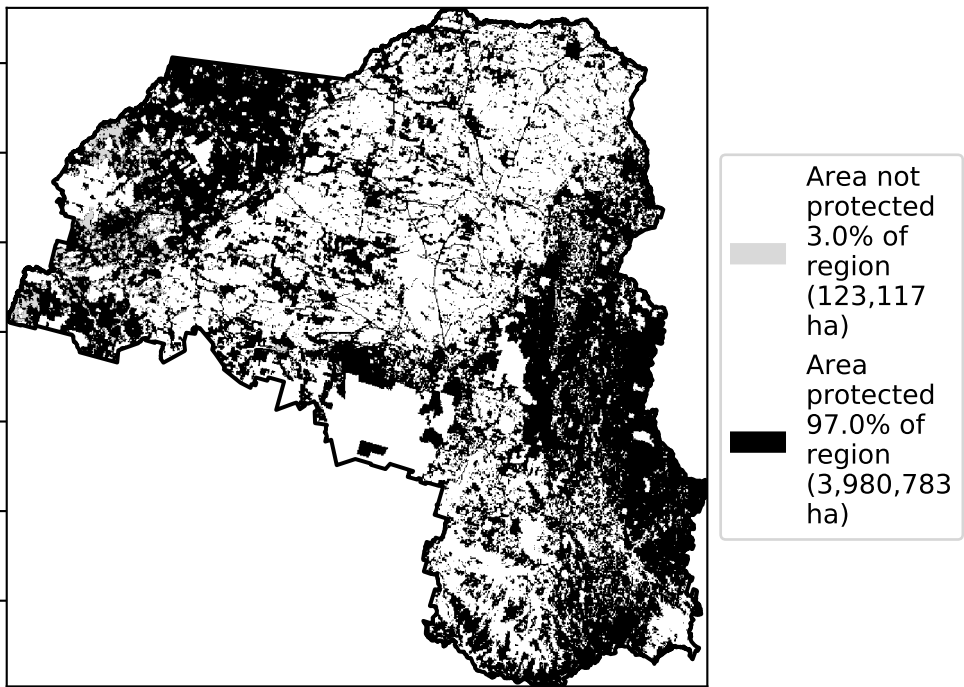 Area not
protected
3.0% of
region
(123,117
ha)
Area
protected
97.0% of
region
(3,980,783
ha)